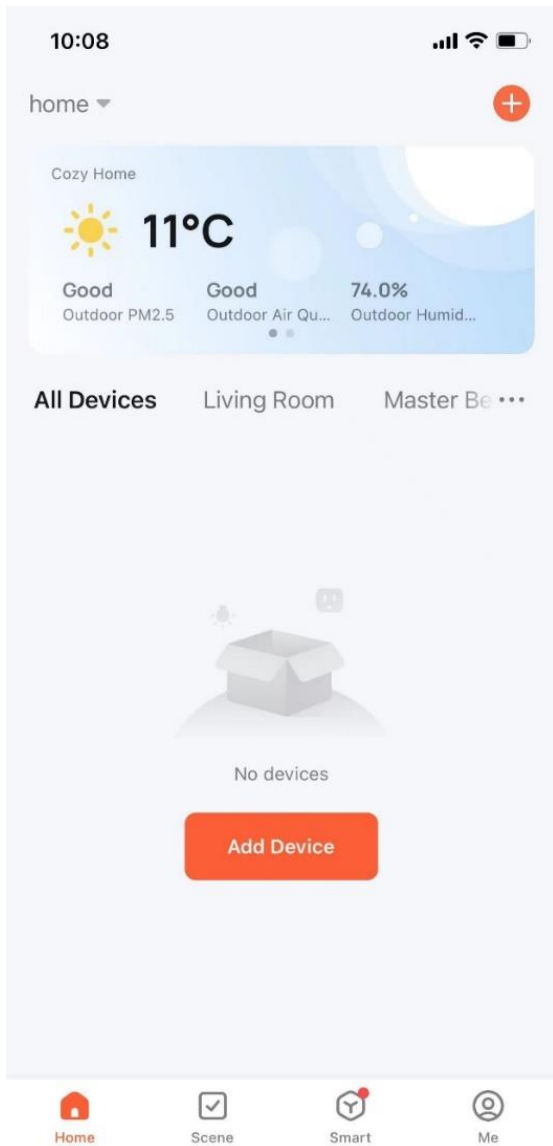 10:08
home
Cozy Home
11°C
Good Good 74.0%
Outdoor PM2.5 Outdoor Air Qu... Outdoor Humid...
All Devices Living Room Master Be ...
No devices
Add Device
Home Scene Smart Me